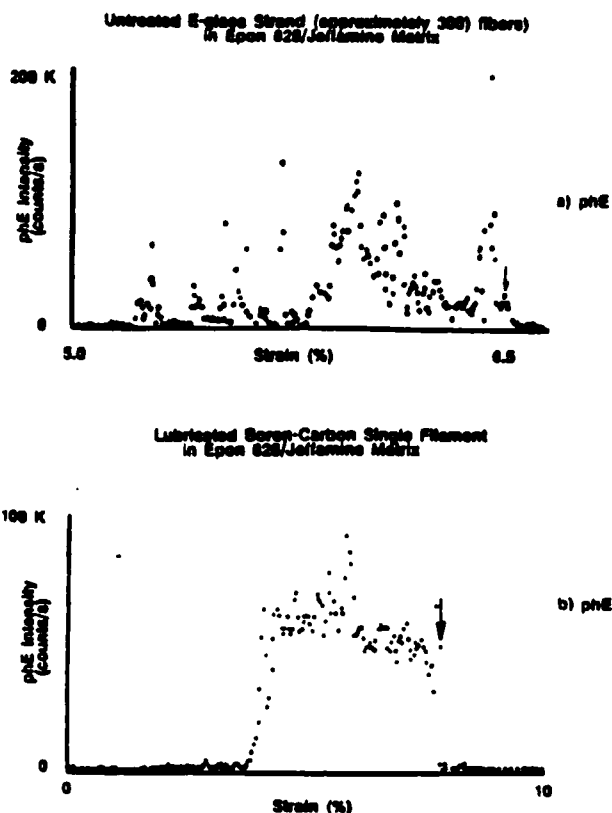 Untreated E-glass Strand (approximately 300) fibers)
in Epon 828/Jeffamine Matrix
200 K
phE Intensity
(counts/s)
a) phE
0
5.0
6.5
Strain (%)
Lubricated Boron-Carbon Single Filament
in Epon 828/Jeffamine Matrix
100 K
phE Intensity
(counts/s)
b) phE
0
0
10
Strain (%)